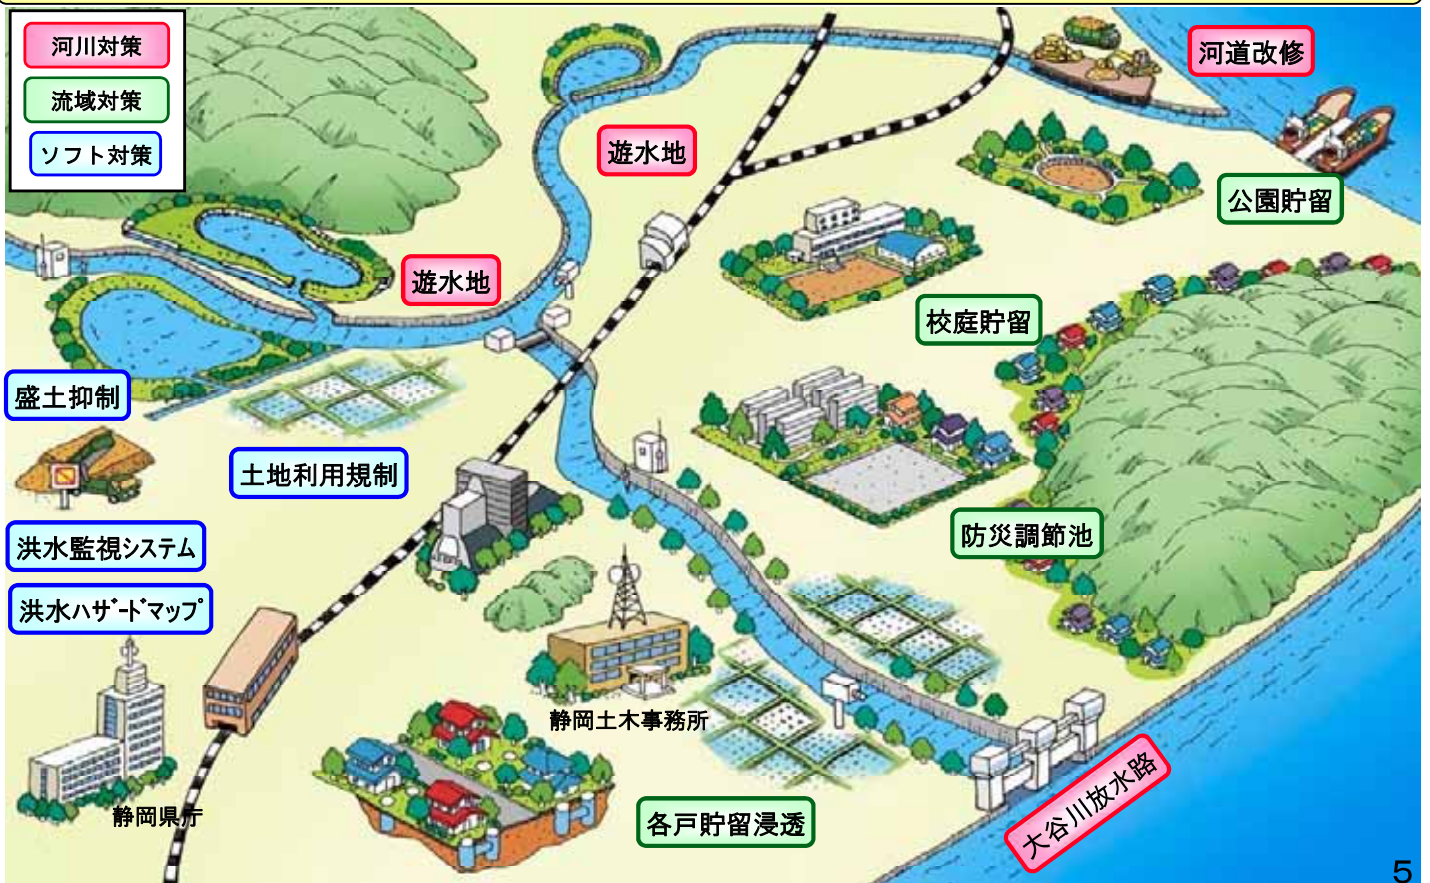 河川対策
流域対策
ソフト対策
河道改修
遊水地
公園貯留
遊水地
校庭貯留
盛土抑制
土地利用規制
防災調節池
洪水監視システム
洪水ハザードマップ
静岡土木事務所
大谷川放水路
静岡県庁
各戸貯留浸透
5